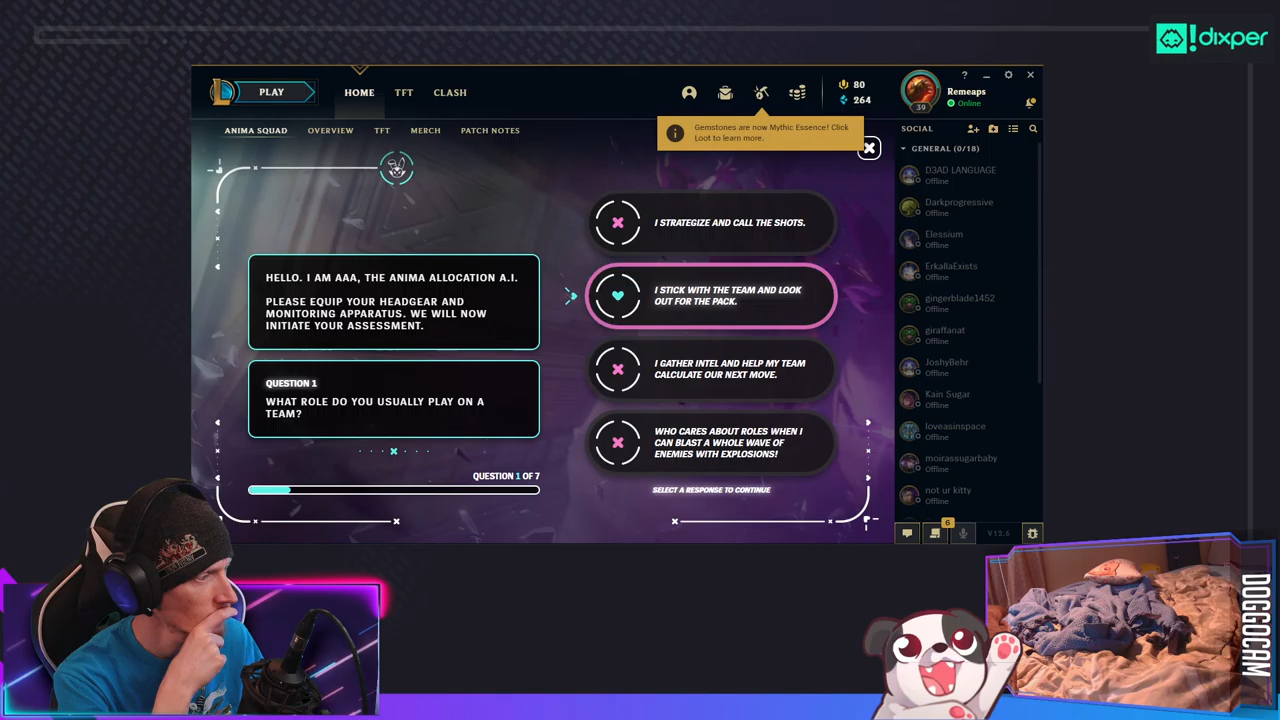 !dixper
PLAY
HOME
TFT
CLASH
80
264
39
Remeaps
Online
?
ANIMA SQUAD
OVERVIEW
TFT
MERCH
PATCH NOTES
Gemstones are now Mythic Essence! Click
Loot to learn more.
SOCIAL
GENERAL (0/18)
D3AD LANGUAGE
Offline
Darkprogressive
Offline
Elessium
Offline
ErkallaExists
Offline
gingerblade1452
Offline
giraffanat
Offline
JoshyBehr
Offline
Kain Sugar
Offline
loveasinspace
Offline
moirassugarbaby
Offline
not ur kitty
Offline
6
V12.6
HELLO. I AM AAA, THE ANIMA ALLOCATION A.I.
PLEASE EQUIP YOUR HEADGEAR AND
MONITORING APPARATUS. WE WILL NOW
INITIATE YOUR ASSESSMENT.
QUESTION 1
WHAT ROLE DO YOU USUALLY PLAY ON A
TEAM?
QUESTION 1 OF 7
I STRATEGIZE AND CALL THE SHOTS.
I STICK WITH THE TEAM AND LOOK
OUT FOR THE PACK.
I GATHER INTEL AND HELP MY TEAM
CALCULATE OUR NEXT MOVE.
WHO CARES ABOUT ROLES WHEN I
CAN BLAST A WHOLE WAVE OF
ENEMIES WITH EXPLOSIONS!
SELECT A RESPONSE TO CONTINUE
DOGGOCAM